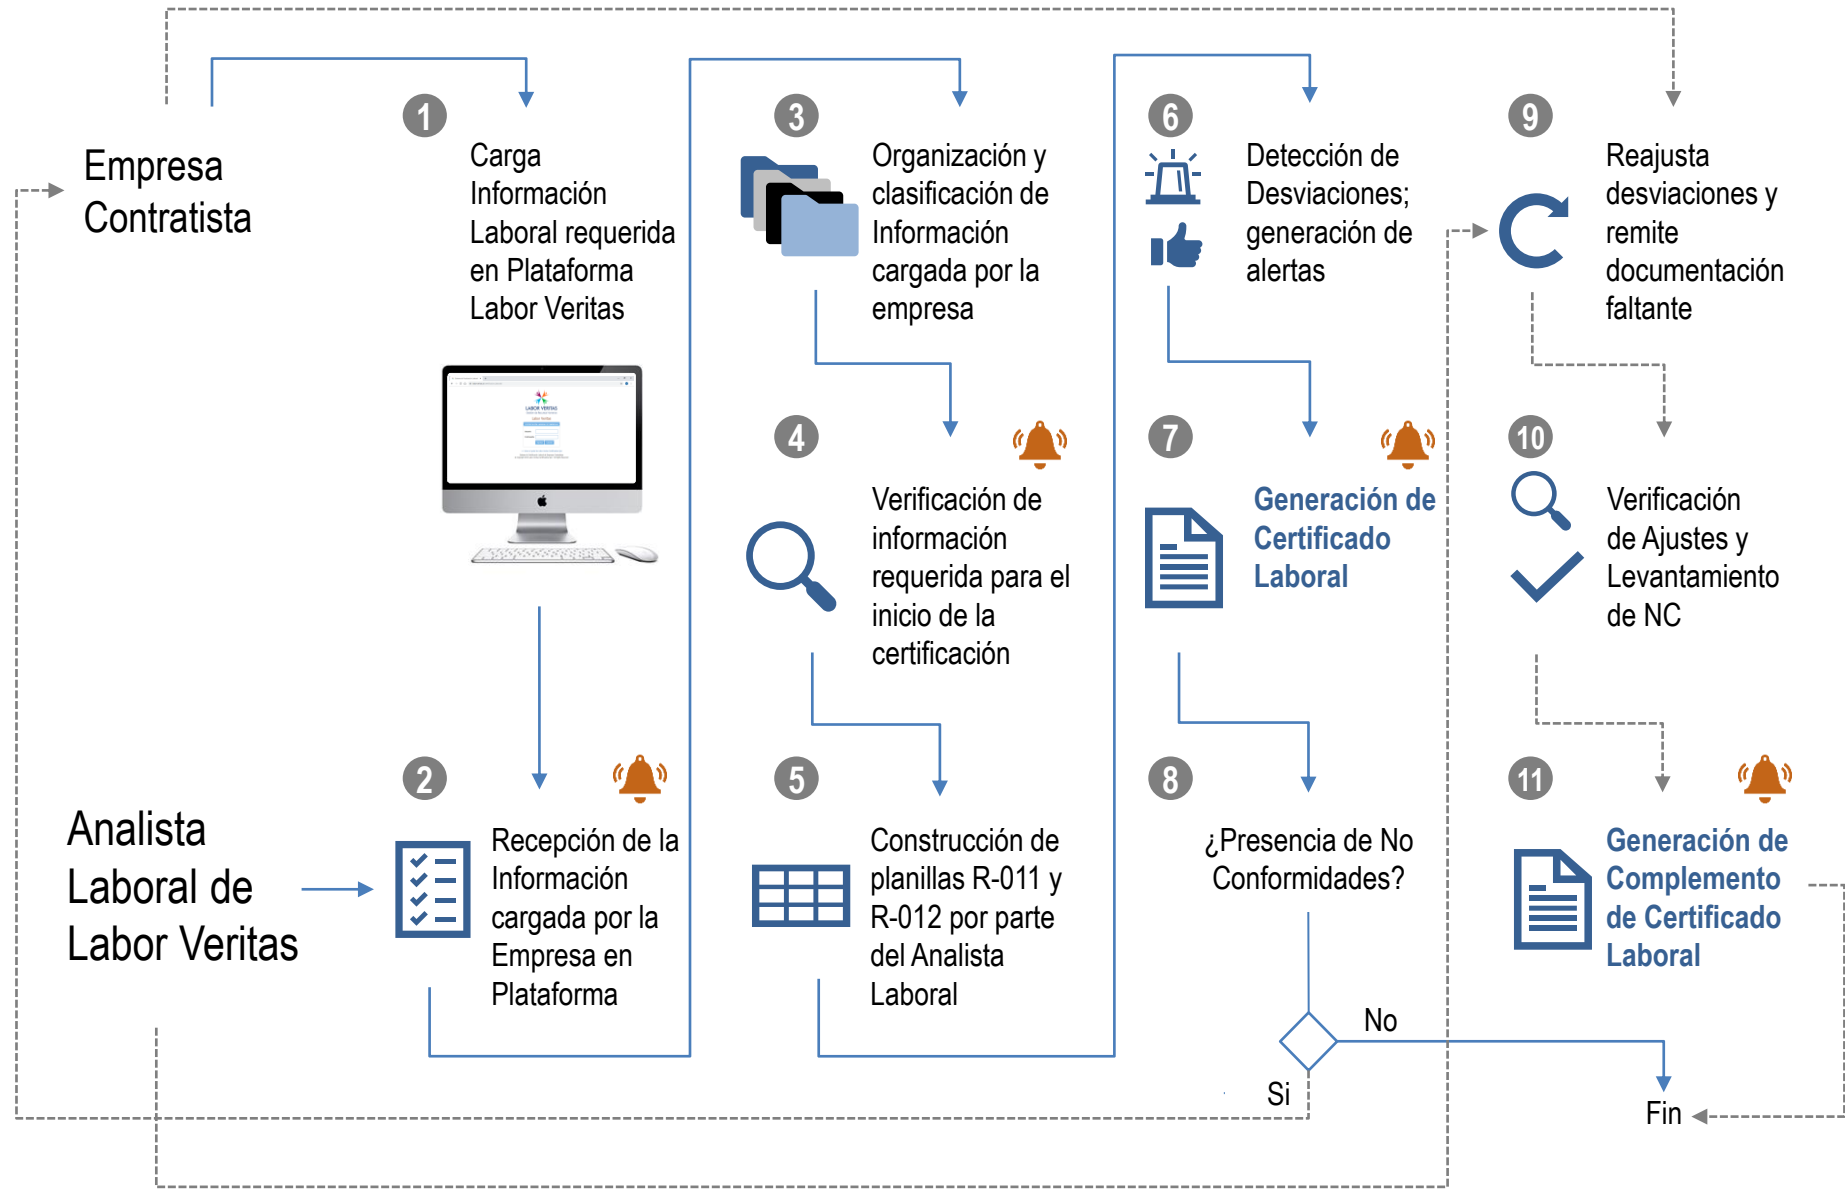 Empresa
Contratista
1
Carga
Información
Laboral requerida
en Plataforma
Labor Veritas
LABOR VERITAS
Analista
Laboral de
Labor Veritas
2
Recepción de la
Información
cargada por la
Empresa en
Plataforma
3
Organización y
clasificación de
Información
cargada por la
empresa
4
Verificación de
información
requerida para el
inicio de la
certificación
5
Construcción de
planillas R-011 y
R-012 por parte
del Analista
Laboral
6
Detección de
Desviaciones;
generación de
alertas
7
Generación de
Certificado
Laboral
8
¿Presencia de No
Conformidades?
No
Si
9
Reajusta
desviaciones y
remite
documentación
faltante
10
Verificación
de Ajustes y
Levantamiento
de NC
11
Generación de
Complemento
de Certificado
Laboral
Fin